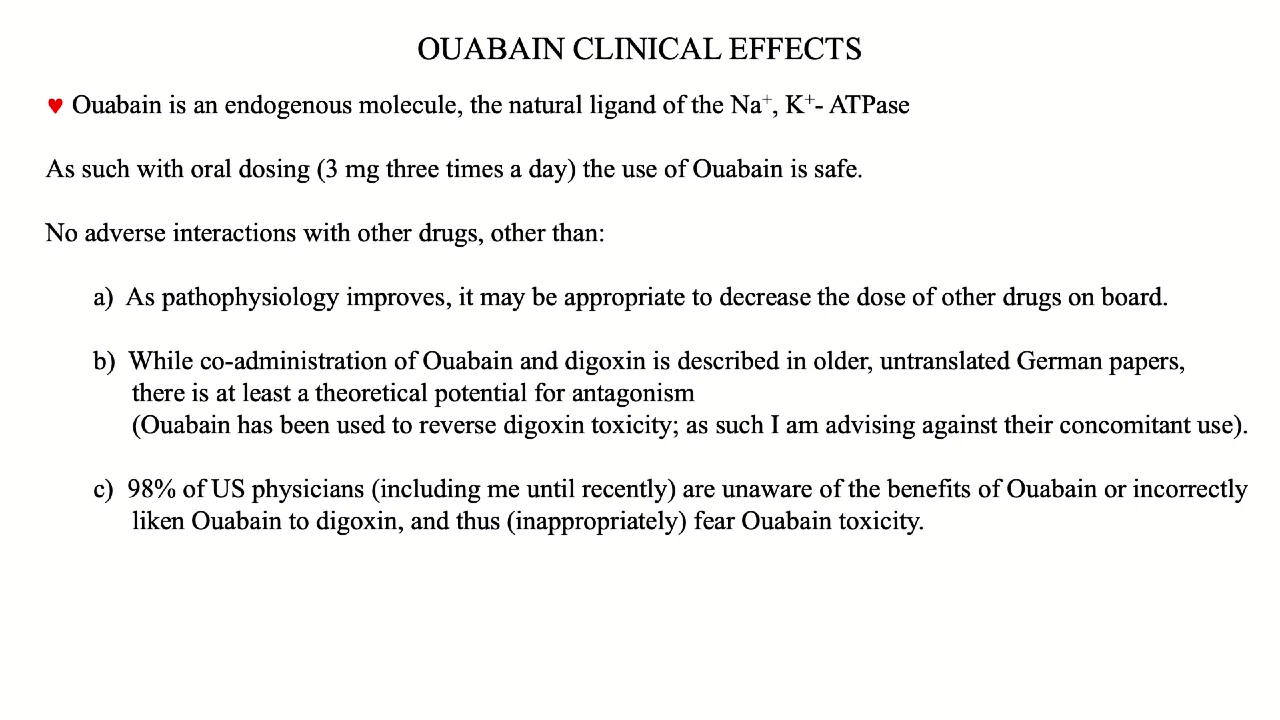 OUABAIN CLINICAL EFFECTS
♥ Ouabain is an endogenous molecule, the natural ligand of the Na⁺, K⁺- ATPase
As such with oral dosing (3 mg three times a day) the use of Ouabain is safe.
No adverse interactions with other drugs, other than:
a) As pathophysiology improves, it may be appropriate to decrease the dose of other drugs on board.
b) While co-administration of Ouabain and digoxin is described in older, untranslated German papers,
there is at least a theoretical potential for antagonism
(Ouabain has been used to reverse digoxin toxicity; as such I am advising against their concomitant use).
c) 98% of US physicians (including me until recently) are unaware of the benefits of Ouabain or incorrectly
liken Ouabain to digoxin, and thus (inappropriately) fear Ouabain toxicity.